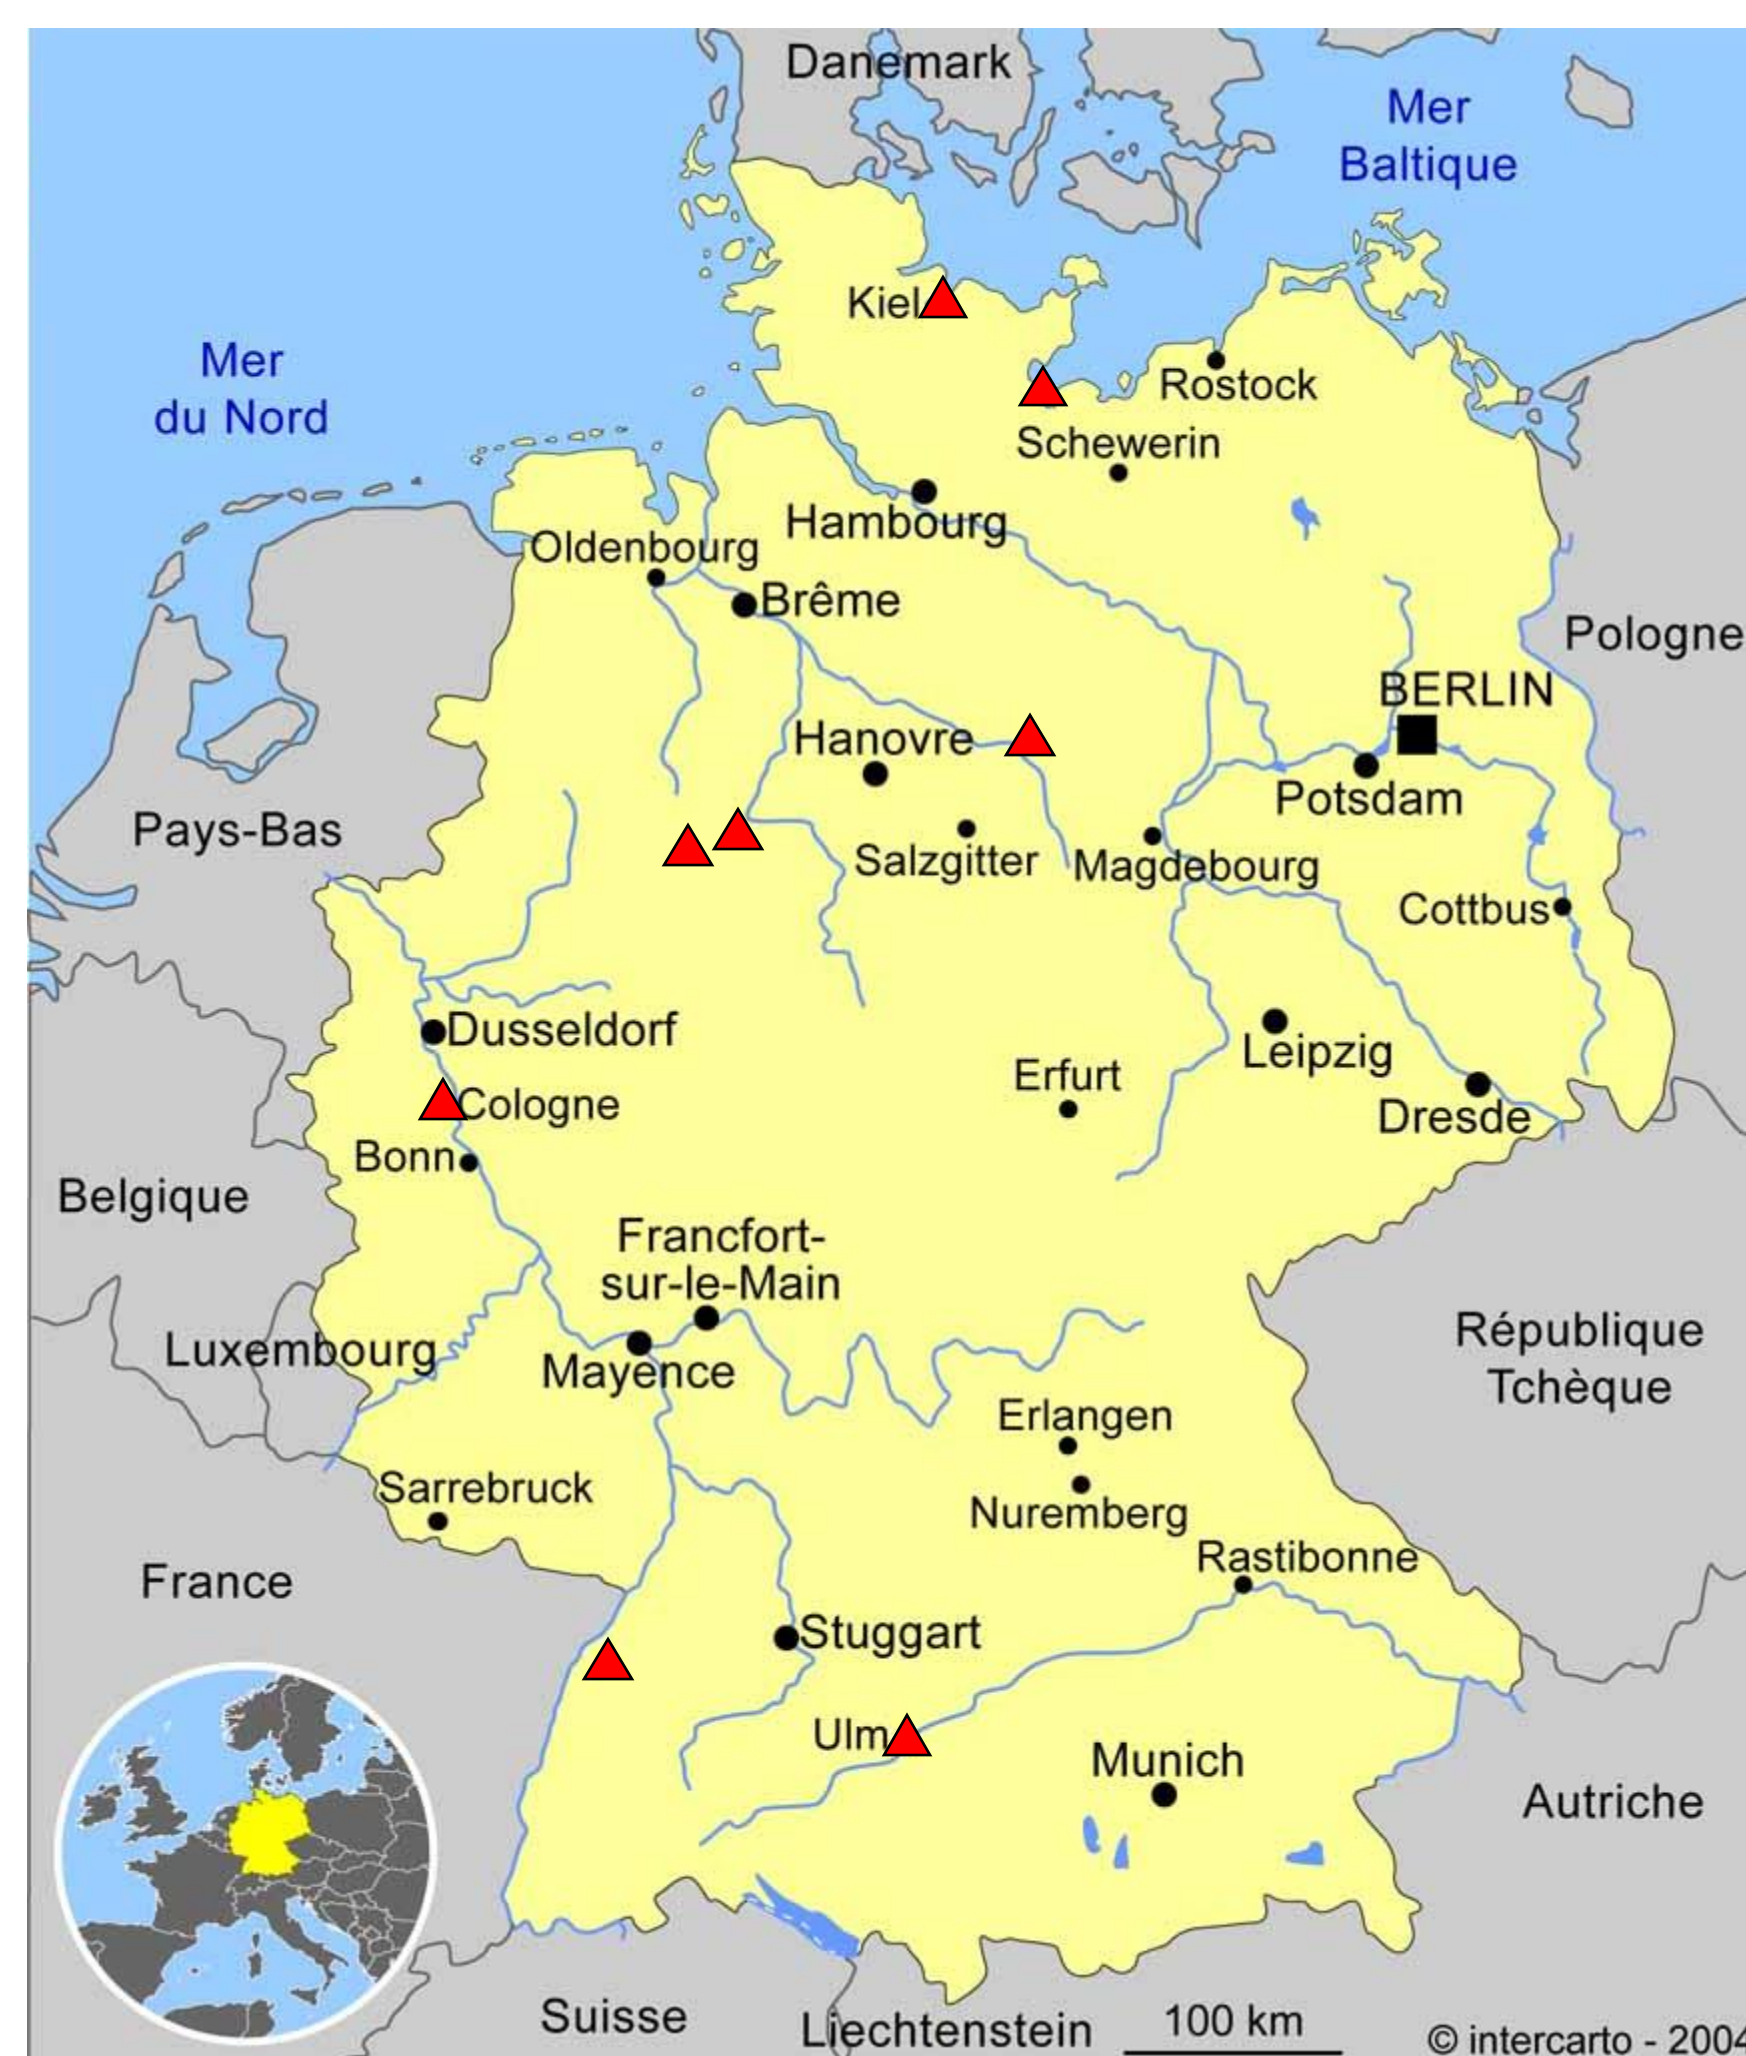 Danemark
Mer
Baltique
Kiel
Mer
du Nord
Rostock
Schewerin
Hambourg
Oldenbourg
Brême
Pologne
BERLIN
Hanovre
Potsdam
Pays-Bas
Salzgitter
Magdebourg
Cottbus
Dusseldorf
Leipzig
Erfurt
Cologne
Dresde
Bonn
Belgique
Francfort-
sur-le-Main
Luxembourg
Mayence
République
Tchèque
Erlangen
Sarrebruck
Nuremberg
Rastibonne
France
Stuggart
Ulm
Munich
Autriche
Suisse
Liechtenstein
100 km
© intercarto - 2004